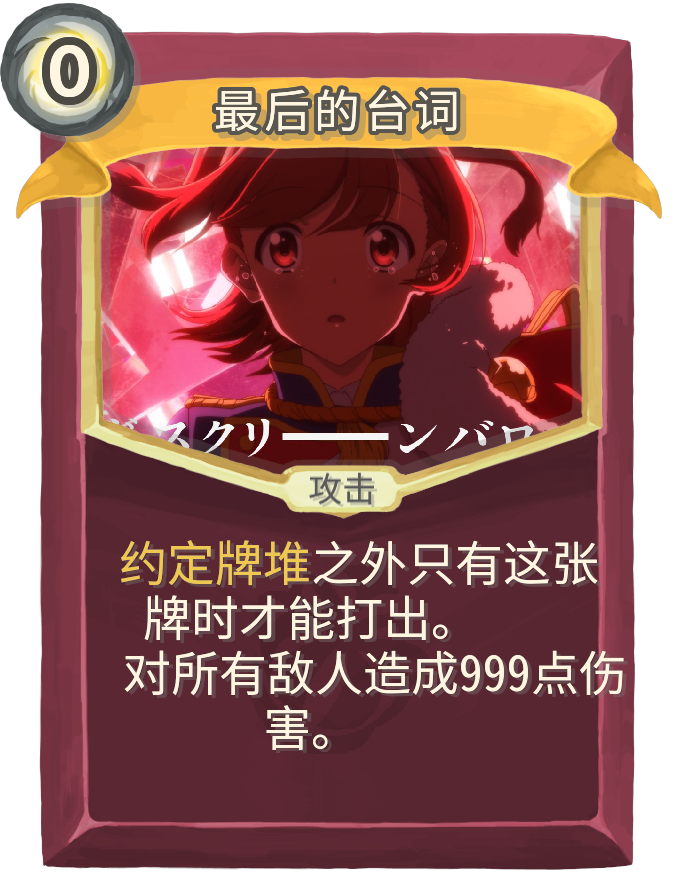 0
最后的台词
スクリーンバロ
攻击
约定牌堆之外只有这张
牌时才能打出。
对所有敌人造成999点伤
害。